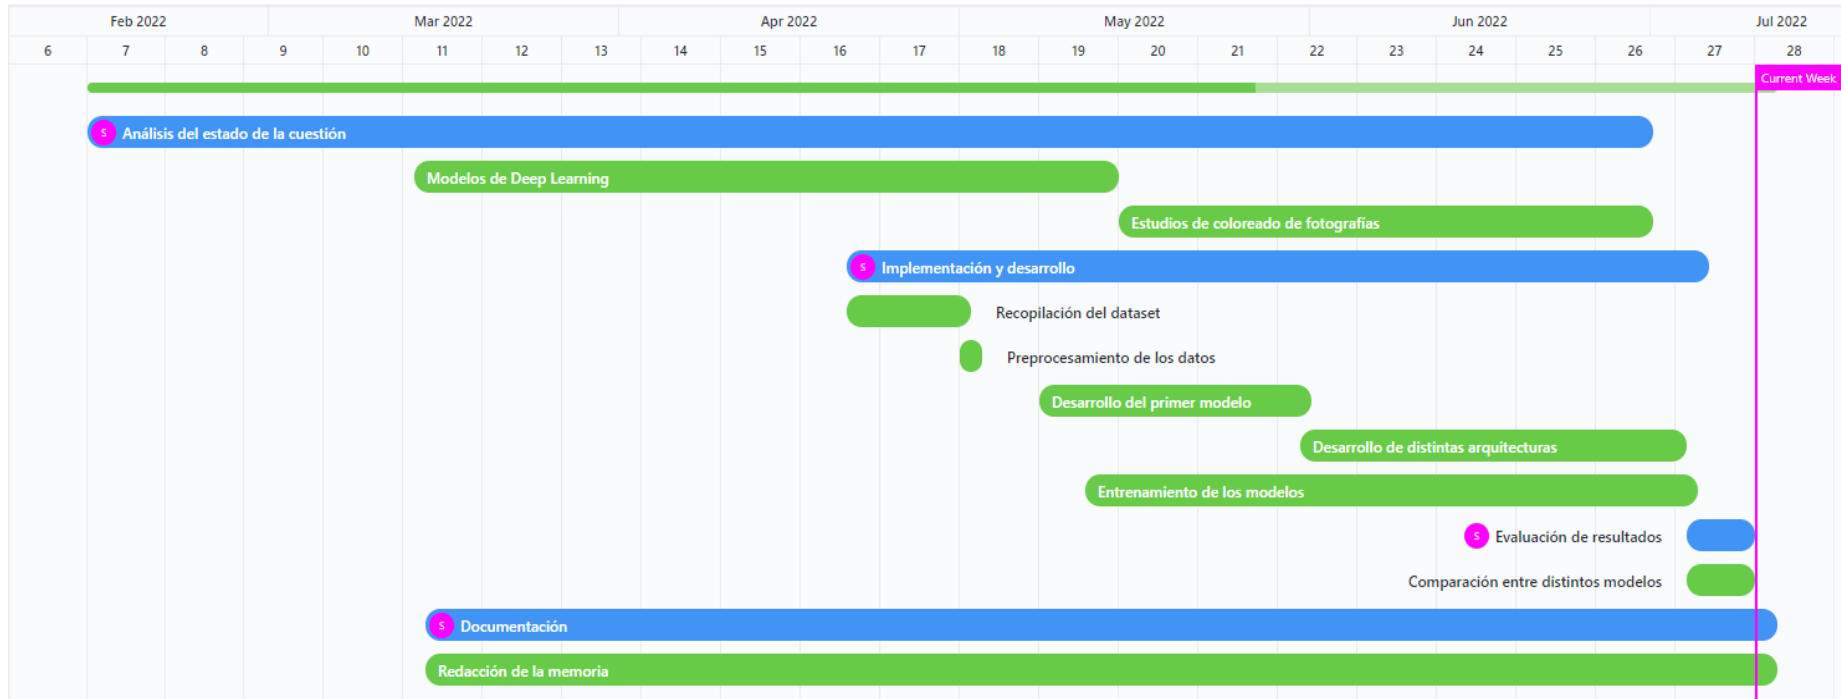 Feb 2022 Mar 2022 Apr 2022 May 2022 Jun 2022 Jul 2022
6 7 8 9 10 11 12 13 14 15 16 17 18 19 20 21 22 23 24 25 26 27 28
Current Week
S Análisis del estado de la cuestión
Modelos de Deep Learning
Estudios de coloreado de fotografías
S Implementación y desarrollo
Recopilación del dataset
Preprocesamiento de los datos
Desarrollo del primer modelo
Desarrollo de distintas arquitecturas
Entrenamiento de los modelos
S Evaluación de resultados
Comparación entre distintos modelos
S Documentación
Redacción de la memoria